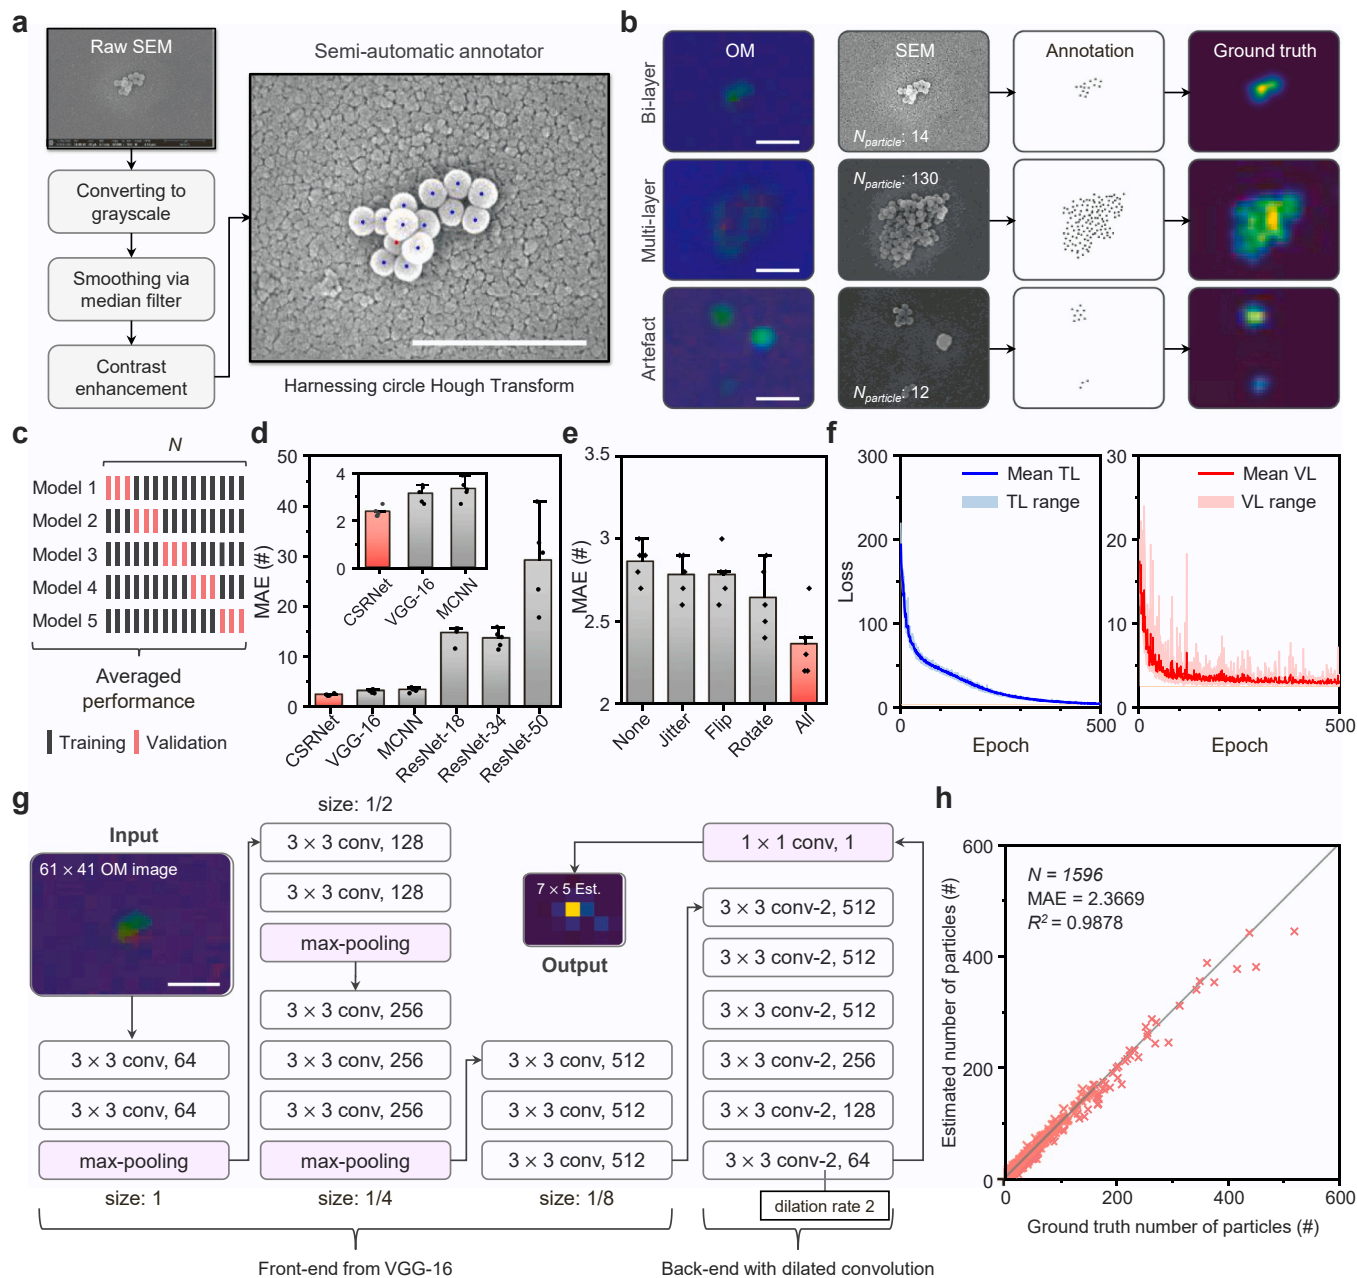 a
Raw SEM
Converting to
grayscale
Smoothing via
median filter
Contrast
enhancement
Semi-automatic annotator
Harnessing circle Hough Transform
b
OM
SEM
Annotation
Ground truth
Bi-layer
Nparticle: 14
Multi-layer
Nparticle: 130
Artefact
Nparticle: 12
c
N
Model 1
Model 2
Model 3
Model 4
Model 5
Averaged
performance
Training
Validation
d
MAE (#)
50
40
30
20
10
0
4
2
0
CSRNet
VGG-16
MCNN
CSRNet
VGG-16
MCNN
ResNet-18
ResNet-34
ResNet-50
e
MAE (#)
3.5
3
2.5
2
None
Jitter
Flip
Rotate
All
f
Loss
300
200
100
0
Mean TL
TL range
0
500
Epoch
30
20
10
0
Mean VL
VL range
0
500
Epoch
g
Input
61 × 41 OM image
3 × 3 conv, 64
3 × 3 conv, 64
max-pooling
size: 1
size: 1/2
3 × 3 conv, 128
3 × 3 conv, 128
max-pooling
3 × 3 conv, 256
3 × 3 conv, 256
3 × 3 conv, 256
max-pooling
size: 1/4
3 × 3 conv, 512
3 × 3 conv, 512
3 × 3 conv, 512
size: 1/8
7 × 5 Est.
Output
1 × 1 conv, 1
3 × 3 conv-2, 512
3 × 3 conv-2, 512
3 × 3 conv-2, 512
3 × 3 conv-2, 256
3 × 3 conv-2, 128
3 × 3 conv-2, 64
dilation rate 2
Front-end from VGG-16
Back-end with dilated convolution
h
Estimated number of particles (#)
600
400
200
0
N = 1596
MAE = 2.3669
R² = 0.9878
0
200
400
600
Ground truth number of particles (#)